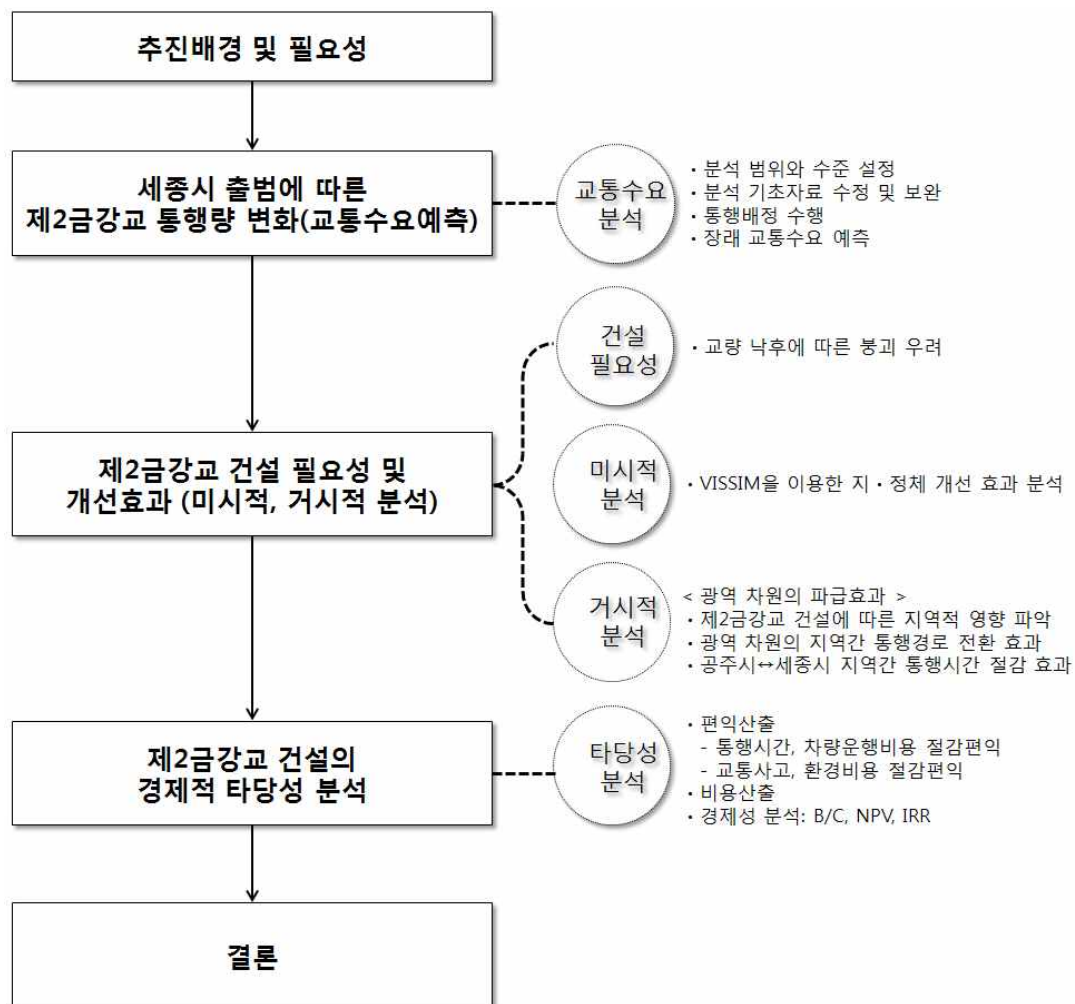 추진배경 및 필요성
세종시 출범에 따른
제2금강교 통행량 변화(교통수요예측)
교통수요
분석
• 분석 범위와 수준 설정
• 분석 기초자료 수정 및 보완
• 통행배정 수행
• 장래 교통수요 예측
건설
필요성
• 교량 낙후에 따른 붕괴 우려
제2금강교 건설 필요성 및
개선효과 (미시적, 거시적 분석)
미시적
분석
• VISSIM을 이용한 지・정체 개선 효과 분석
거시적
분석
< 광역 차원의 파급효과 >
• 제2금강교 건설에 따른 지역적 영향 파악
• 광역 차원의 지역간 통행경로 전환 효과
• 공주시↔세종시 지역간 통행시간 절감 효과
제2금강교 건설의
경제적 타당성 분석
타당성
분석
• 편익산출
- 통행시간, 차량운행비용 절감편익
- 교통사고, 환경비용 절감편익
• 비용산출
• 경제성 분석: B/C, NPV, IRR
결론